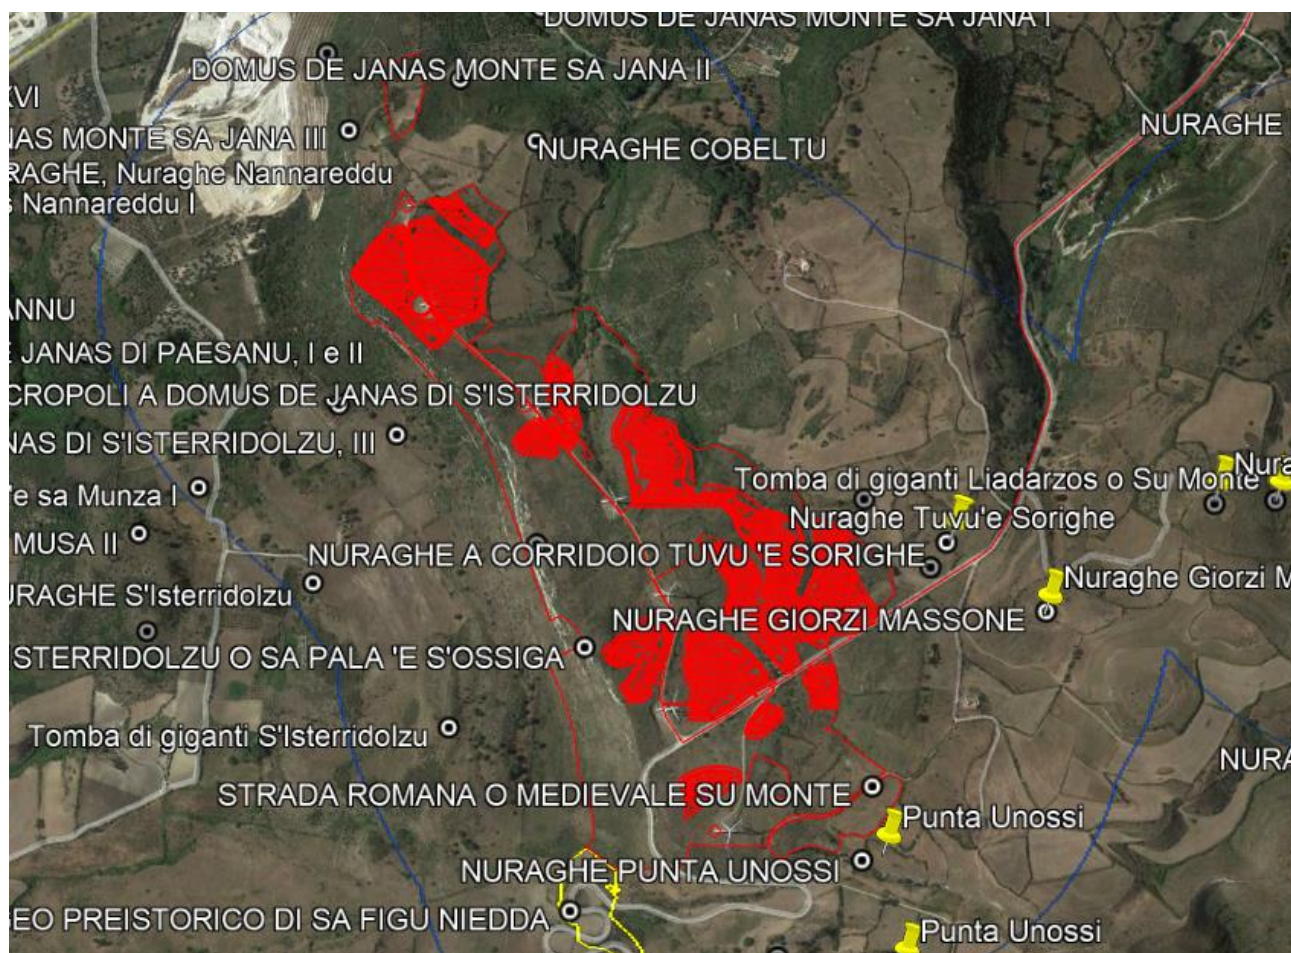 DOMUS DE JANAS MONTE SA JANA I
DOMUS DE JANAS MONTE SA JANA II
XVI
NURAGHE
NAS MONTE SA JANA III
NURAGHE COBELTU
RAGHE, Nuraghe Nannareddu
s Nannareddu I
ANNU
E JANAS DI PAESANU, I e II
CROPOLI A DOMUS DE JANAS DI S'ISTERRIDOLZU
NAS DI S'ISTERRIDOLZU, III
Nura
Tomba di giganti Liadarzos o Su Monte
'e sa Munza I
Nuraghe Tuvu'e Sorighe
MUSA II
NURAGHE A CORRIDOIO TUVU 'E SORIGHE
Nuraghe Giorzi M
URAGHE S'Isterridolzu
NURAGHE GIORZI MASSONE
STERRIDOLZU O SA PALA 'E S'OSSIGA
Tomba di giganti S'Isterridolzu
NURA
STRADA ROMANA O MEDIEVALE SU MONTE
Punta Unossi
NURAGHE PUNTA UNOSSI
GEO PREISTORICO DI SA FIGU NIEDDA
Punta Unossi